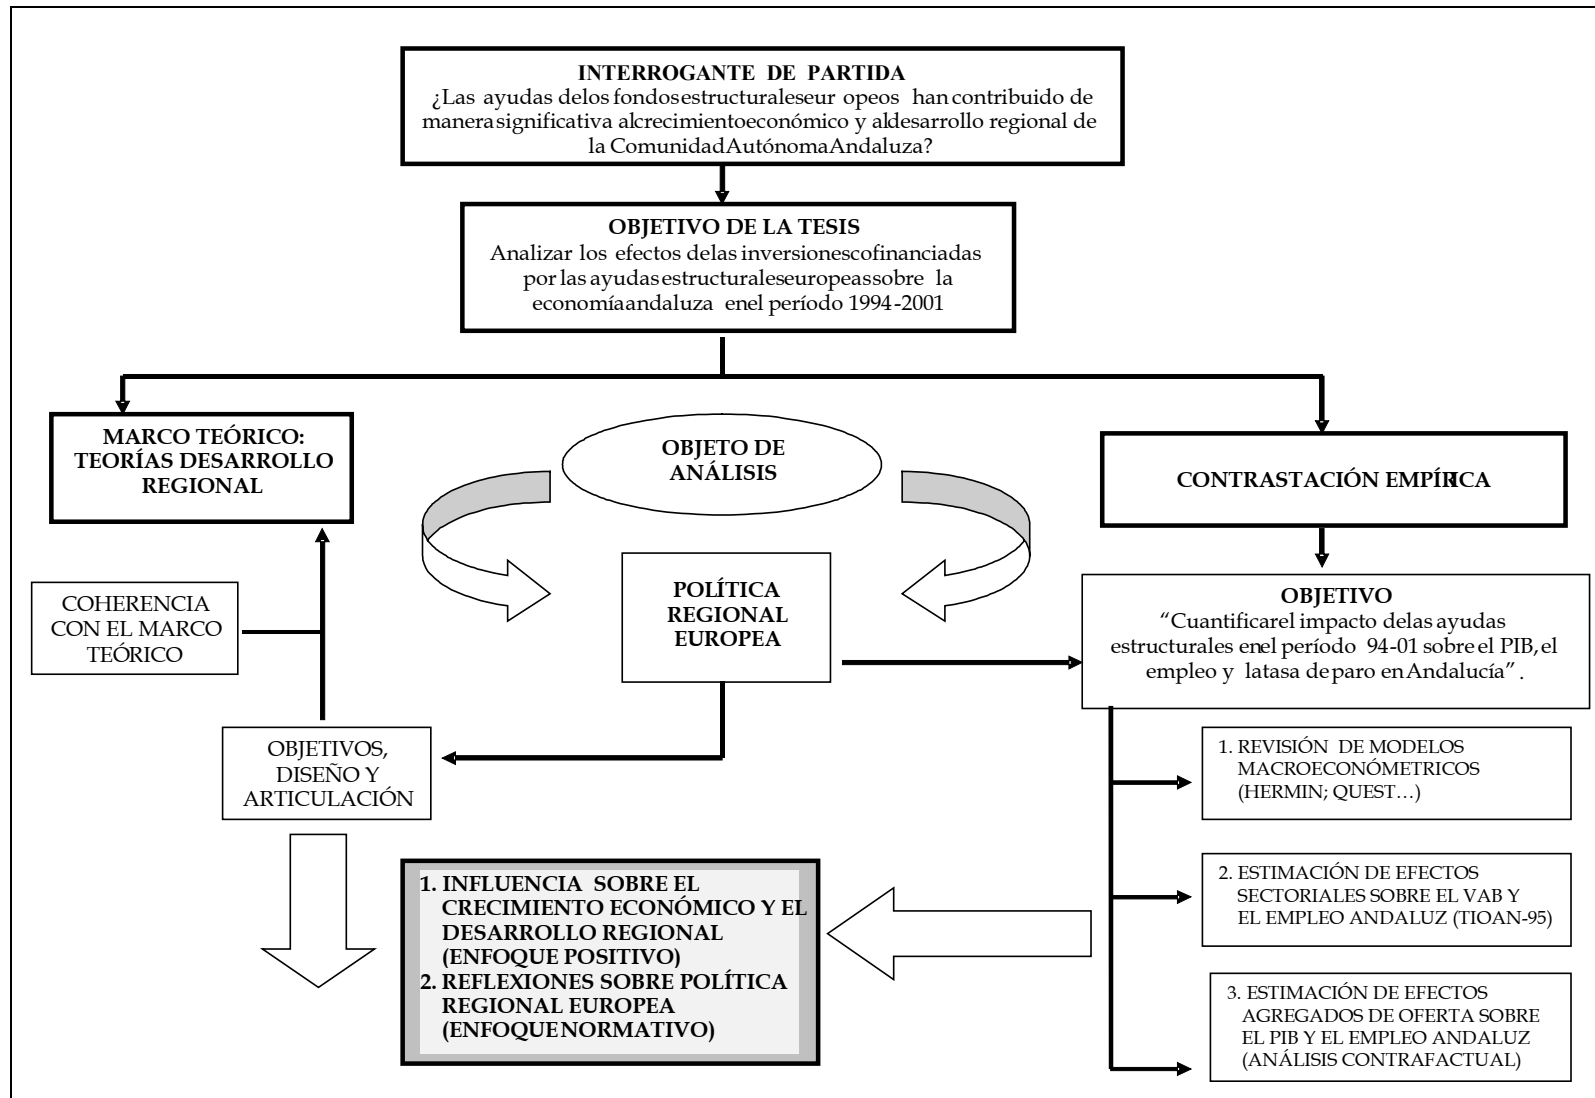 INTERROGANTE DE PARTIDA
¿Las ayudas delos fondosestructuraleseur opeos han contribuido de
manerasignificativa alcrecimientoeconómico y aldesarrollo regional de
la ComunidadAutónomaAndaluza?
OBJETIVO DE LA TESIS
Analizar los efectos delas inversionescofinanciadas
por las ayudasestructuraleseuropeassobre la
economíaandaluza enel período 1994-2001
MARCO TEÓRICO:
TEORÍAS DESARROLLO
REGIONAL
OBJETO DE
ANÁLISIS
CONTRASTACIÓN EMPÍRICA
COHERENCIA
CON EL MARCO
TEÓRICO
POLÍTICA
REGIONAL
EUROPEA
OBJETIVO
“Cuantificarel impacto delas ayudas
estructurales enel período 94-01 sobre el PIB, el
empleo y latasa deparo en Andalucía” .
OBJETIVOS,
DISEÑO Y
ARTICULACIÓN
1. REVISIÓN DE MODELOS
MACROECONÓMETRICOS
(HERMIN; QUEST…)
2. ESTIMACIÓN DE EFECTOS
SECTORIALES SOBRE EL VAB Y
EL EMPLEO ANDALUZ (TIOAN-95)
3. ESTIMACIÓN DE EFECTOS
AGREGADOS DE OFERTA SOBRE
EL PIB Y EL EMPLEO ANDALUZ
(ANÁLISIS CONTRAFACTUAL)
1. INFLUENCIA SOBRE EL
CRECIMIENTO ECONÓMICO Y EL
DESARROLLO REGIONAL
(ENFOQUE POSITIVO)
2. REFLEXIONES SOBRE POLÍTICA
REGIONAL EUROPEA
(ENFOQUE NORMATIVO)